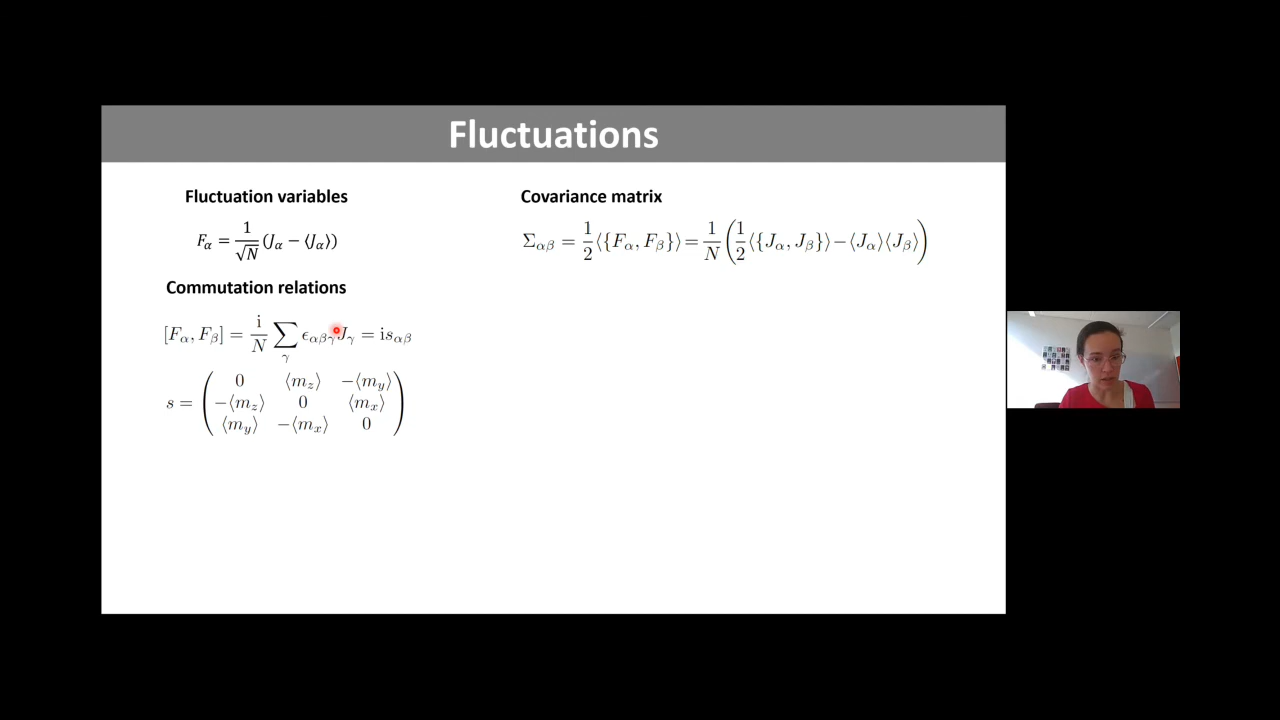 Fluctuations
Fluctuation variables
F_α = 1/√N (J_α − ⟨J_α⟩)
Commutation relations
[F_α, F_β] = i/N ∑_γ ϵ_αβγ J_γ = i s_αβ
s = ( 0 ⟨m_z⟩ −⟨m_y⟩
−⟨m_z⟩ 0 ⟨m_x⟩
⟨m_y⟩ −⟨m_x⟩ 0 )
Covariance matrix
Σ_αβ = 1/2 ⟨{F_α, F_β}⟩ = 1/N ( 1/2 ⟨{J_α, J_β}⟩ − ⟨J_α⟩⟨J_β⟩ )